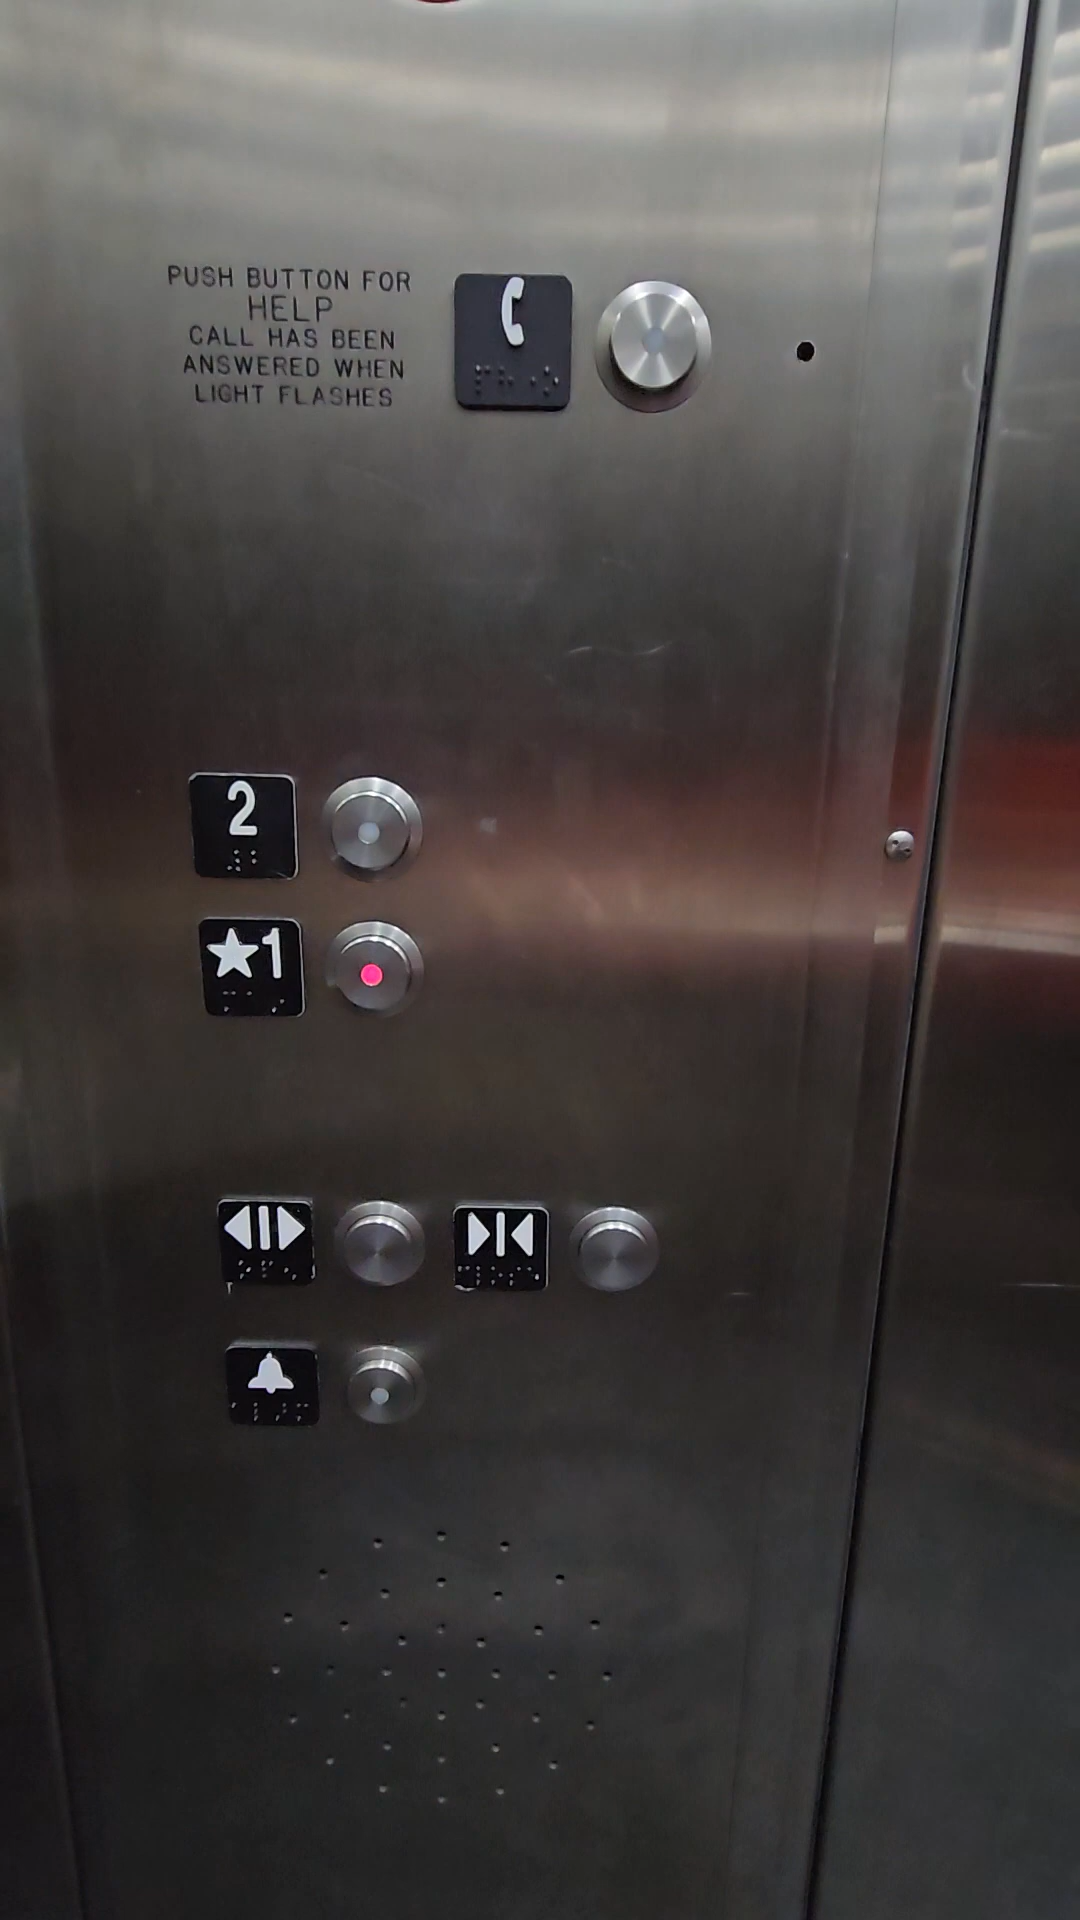 PUSH BUTTON FOR
HELP
CALL HAS BEEN
ANSWERED WHEN
LIGHT FLASHES
2
★1